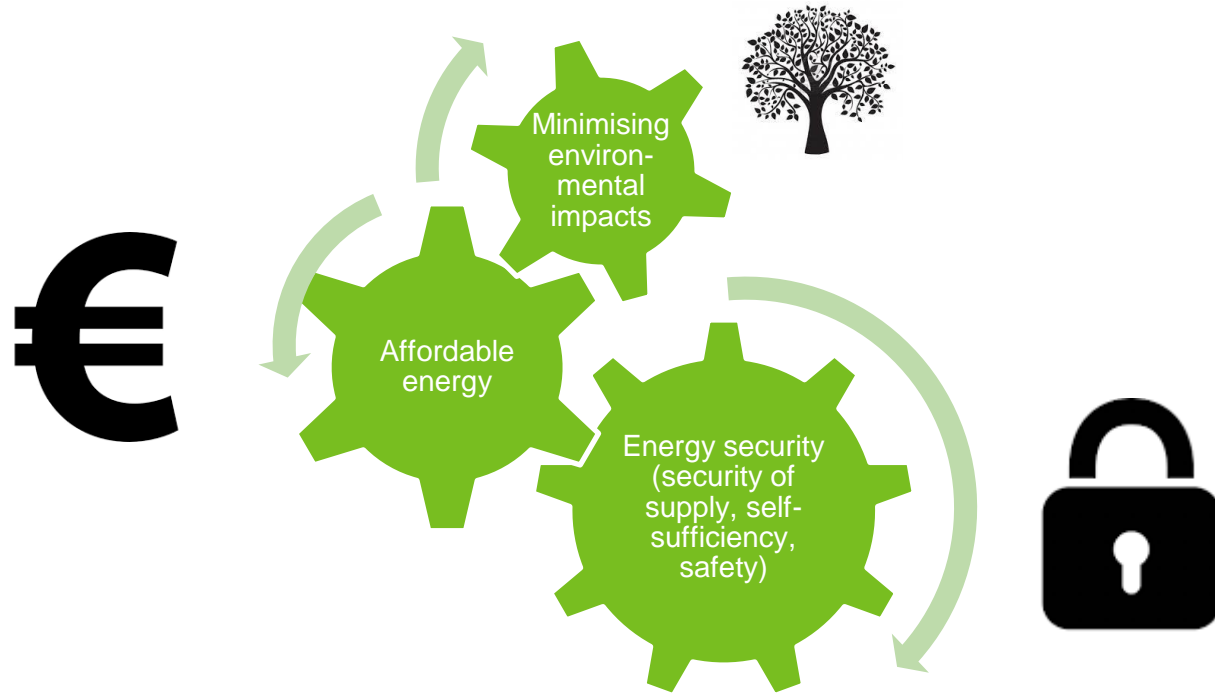 Minimising
environ-
mental
impacts
Affordable
energy
Energy security
(security of
supply, self-
sufficiency,
safety)
€